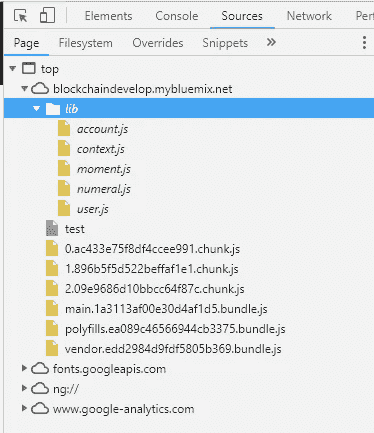 Elements Console Sources Network Perfo
Page Filesystem Overrides Snippets »
top
blockchaindevelop.mybluemix.net
lib
account.js
context.js
moment.js
numeral.js
user.js
test
0.ac433e75f8df4ccee991.chunk.js
1.896b5f5d522beffaf1e1.chunk.js
2.09e9686d10bbcc64f87c.chunk.js
main.1a3113af00e30d4af1d5.bundle.js
polyfills.ea089c46566944cb3375.bundle.js
vendor.edd2984d9fdf5805b369.bundle.js
fonts.googleapis.com
ng://
www.google-analytics.com